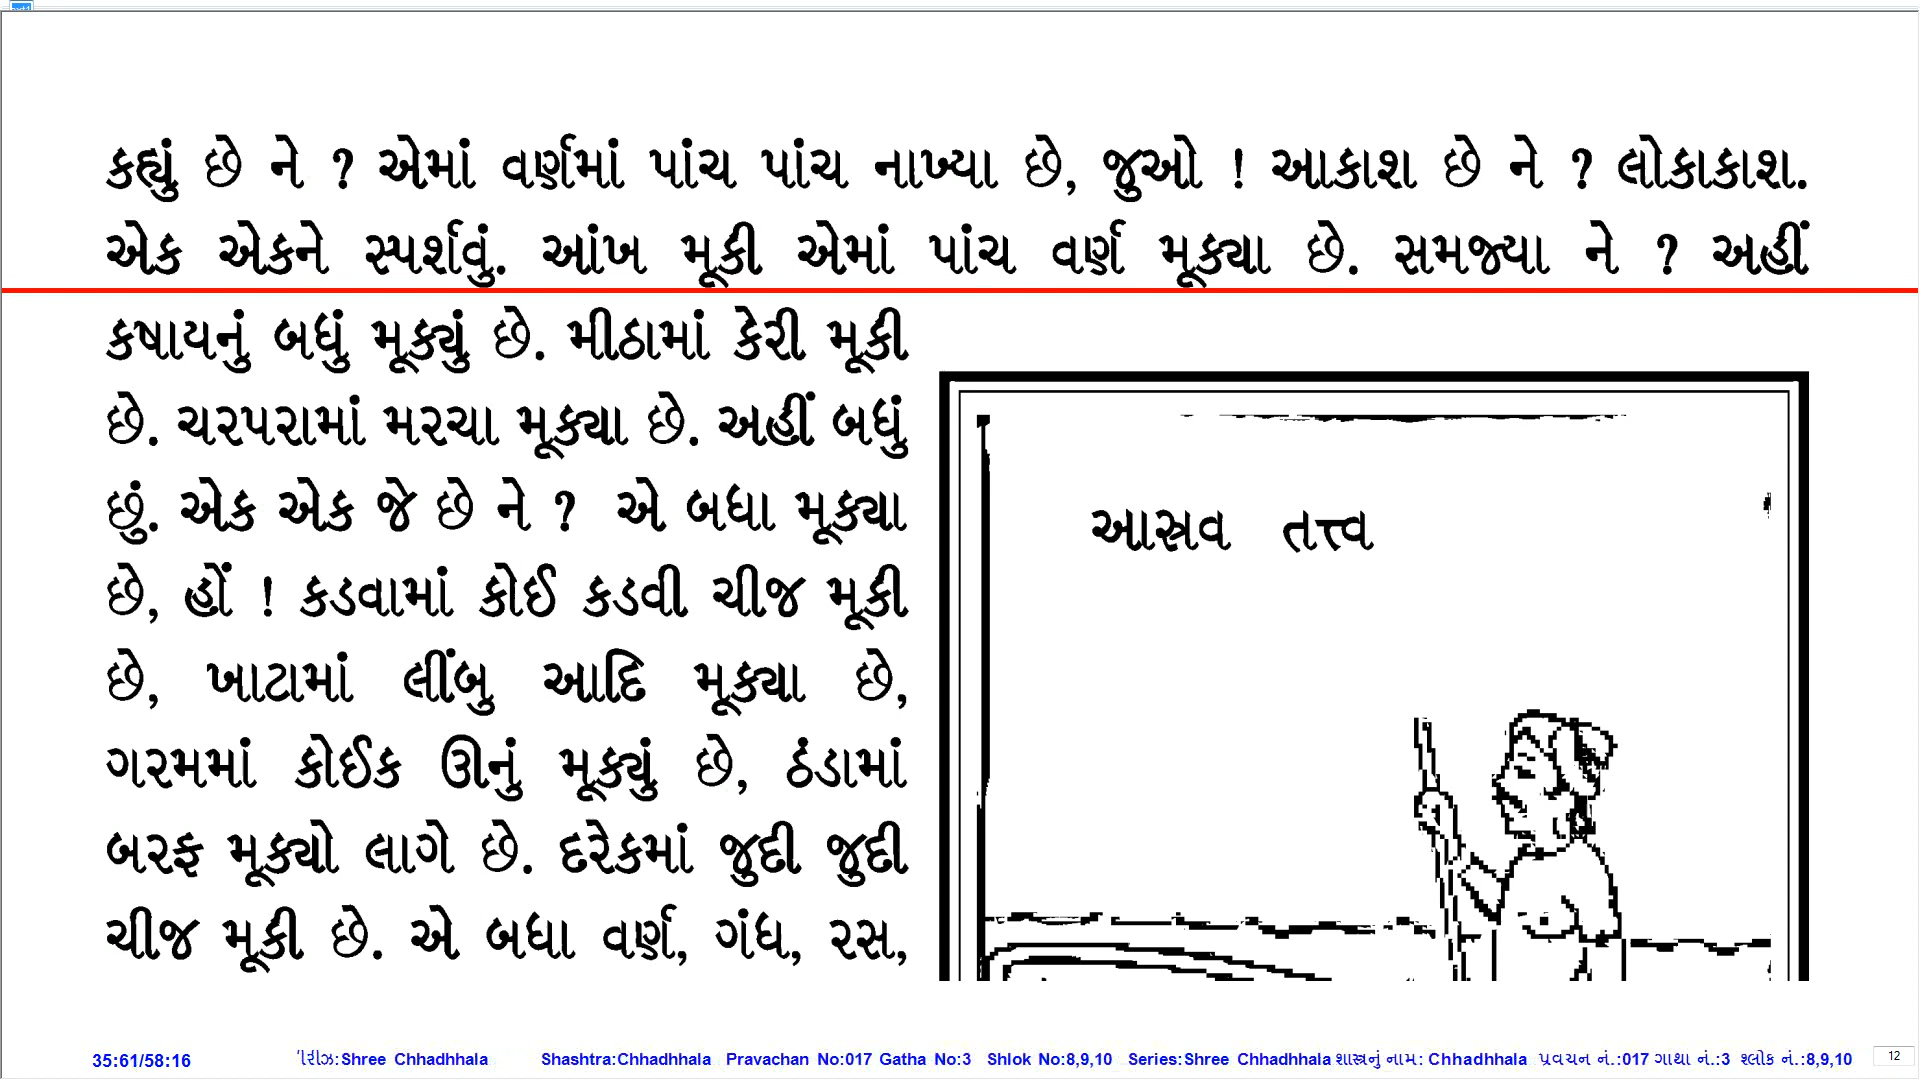 કહ્યું છે ને ? એમાં વર્ણમાં પાંચ પાંચ નાખ્યા છે, જુઓ ! આકાશ છે ને ? લોકાકાશ.
એક એકને સ્પર્શવું. આંખ મૂકી એમાં પાંચ વર્ણ મૂક્યા છે. સમજ્યા ને ? અહીં
કષાયનું બધું મૂક્યું છે. મીઠામાં કેરી મૂકી
છે. ચરપરામાં મરચા મૂક્યા છે. અહીં બધું
છું. એક એક જે છે ને ? એ બધા મૂક્યા
છે, હોં ! કડવામાં કોઈ કડવી ચીજ મૂકી
છે, ખાટામાં લીંબુ આદિ મૂક્યા છે,
ગરમમાં કોઈક ઊનું મૂક્યું છે, ઠંડામાં
બરફ મૂક્યો લાગે છે. દરેકમાં જુદી જુદી
ચીજ મૂકી છે. એ બધા વર્ણ, ગંધ, રસ,
આસ્રવ તત્ત્વ
35:61/58:16 સીરીઝ:Shree Chhadhhala Shashtra:Chhadhhala Pravachan No:017 Gatha No:3 Shlok No:8,9,10 Series:Shree Chhadhhala શાસ્ત્રનું નામ: Chhadhhala પ્રવચન નં.:017 ગાથા નં.:3 શ્લોક નં.:8,9,10 12